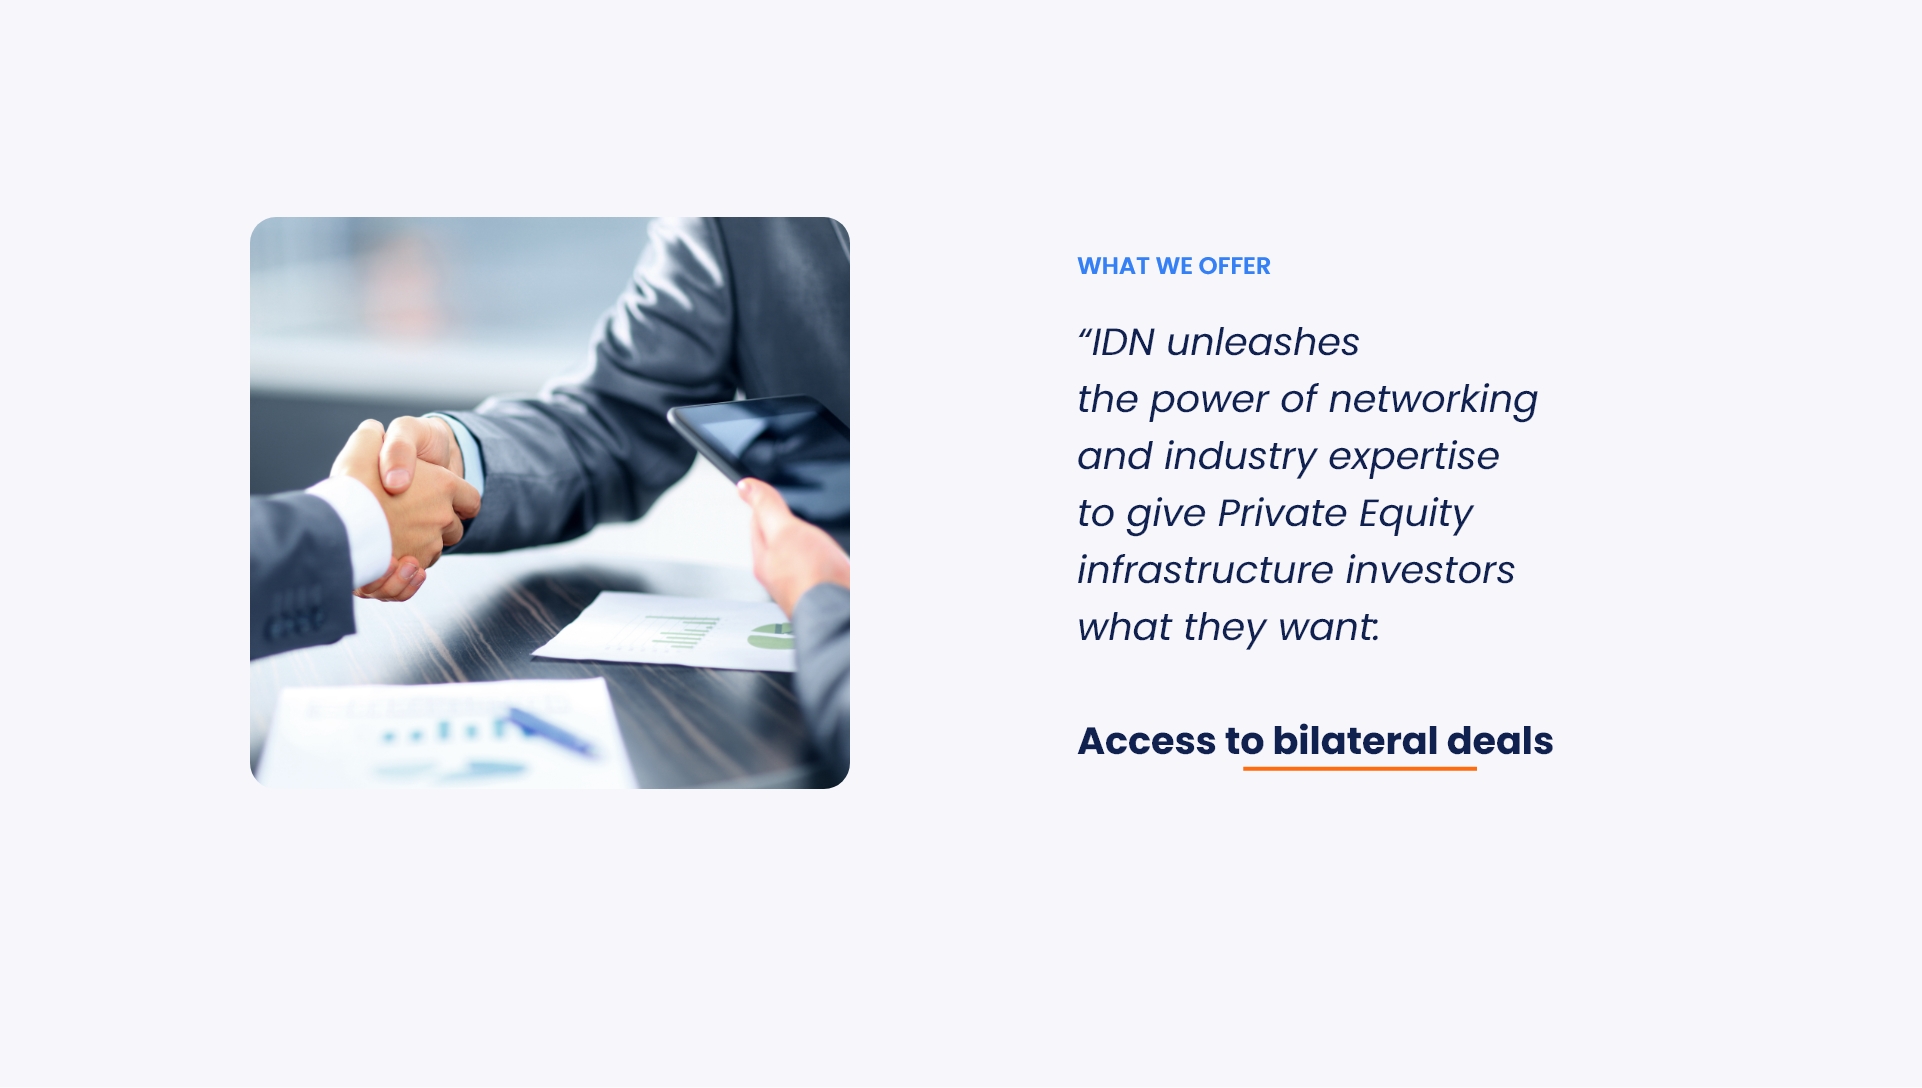 WHAT WE OFFER
“IDN unleashes
the power of networking
and industry expertise
to give Private Equity
infrastructure investors
what they want:
Access to bilateral deals